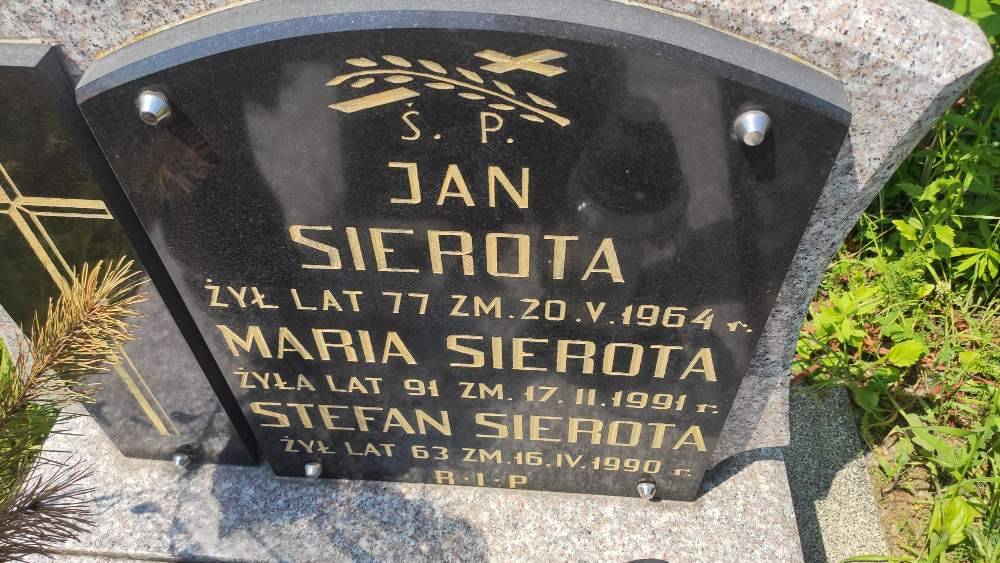 Ś. P.
JAN
SIEROTA
ŻYŁ LAT 77 ZM. 20.V.1964 r.
MARIA SIEROTA
ŻYŁA LAT 91 ZM. 17.II.1991 r.
STEFAN SIEROTA
ŻYŁ LAT 63 ZM.16.IV.1990 r.
R.I.P